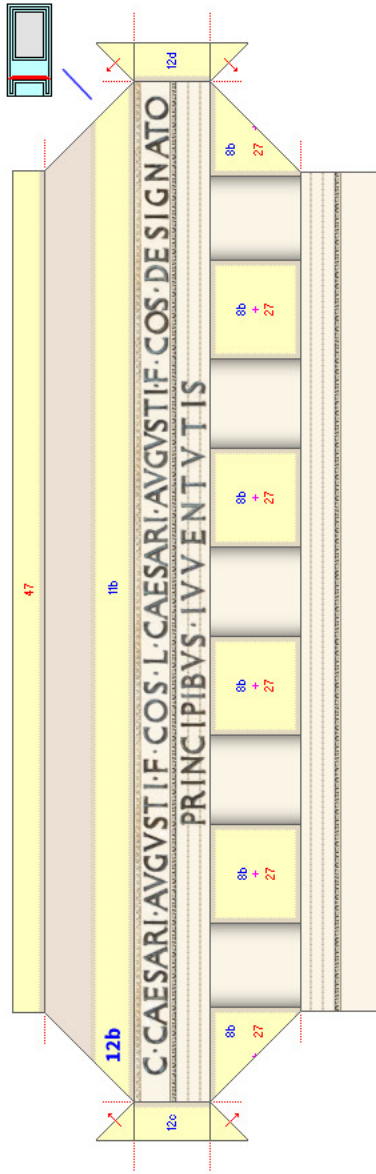 47
11b
12b
12c
C·CAESARI·AVGVSTI·F·COS·L·CAESARI·AVGVSTI·F·COS·DESIGNATO
PRINCIPIBVS·IVVENTVTIS
12d
8b
27
8b
+
27
8b
+
27
8b
+
27
8b
+
27
8b
27